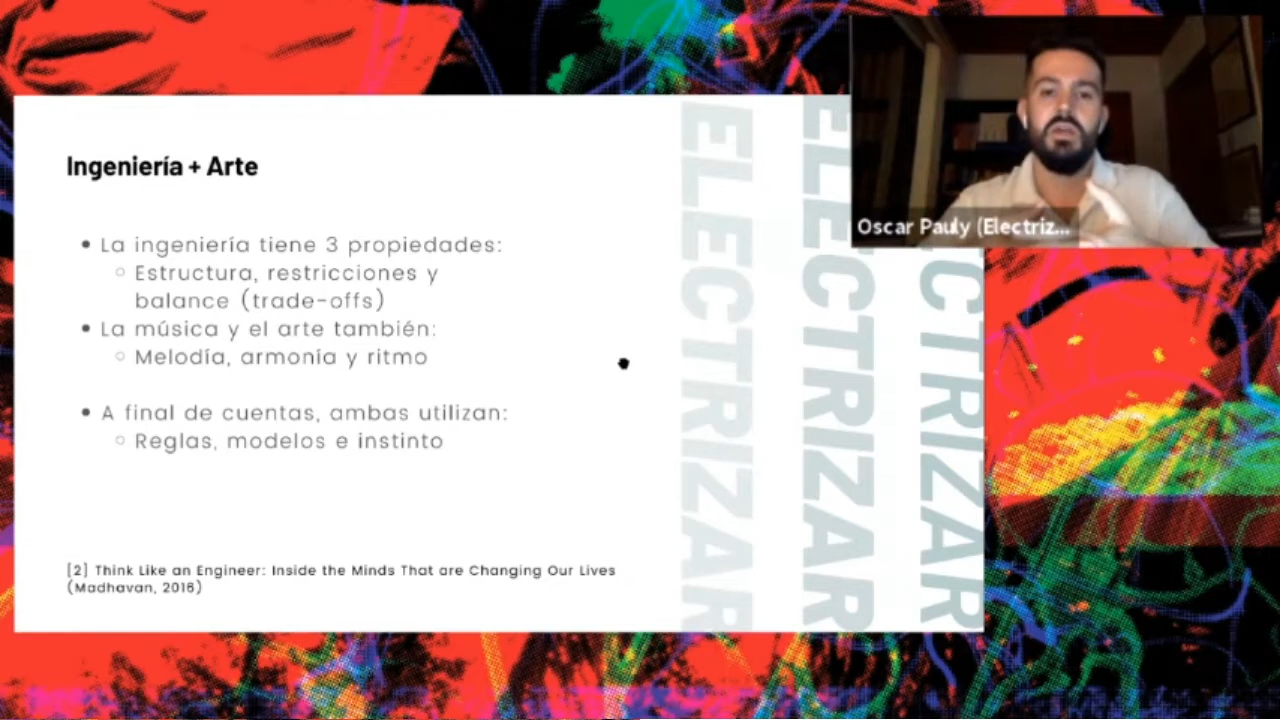 Ingeniería + Arte
La ingeniería tiene 3 propiedades:
Estructura, restricciones y
balance (trade-offs)
La música y el arte también:
Melodía, armonía y ritmo
A final de cuentas, ambas utilizan:
Reglas, modelos e instinto
[2] Think Like an Engineer: Inside the Minds That are Changing Our Lives
(Madhavan, 2016)
ELECTRIZAR
ELECTRIZAR
CTRIZAR
Oscar Pauly (Electriz...